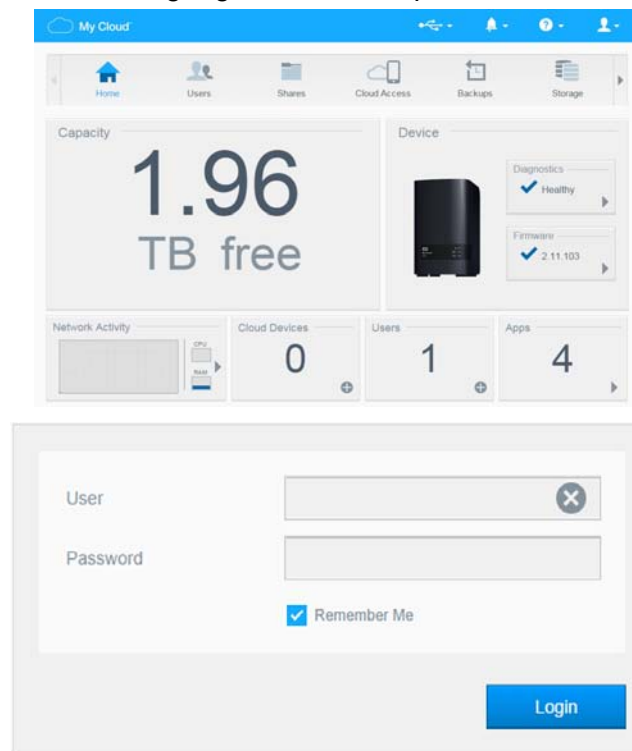 My Cloud
Home
Users
Shares
Cloud Access
Backups
Storage
Capacity
1.96
TB free
Device
Diagnostics
Healthy
Firmware
2.11.103
Network Activity
CPU
RAM
Cloud Devices
0
Users
1
Apps
4
User
Password
Remember Me
Login